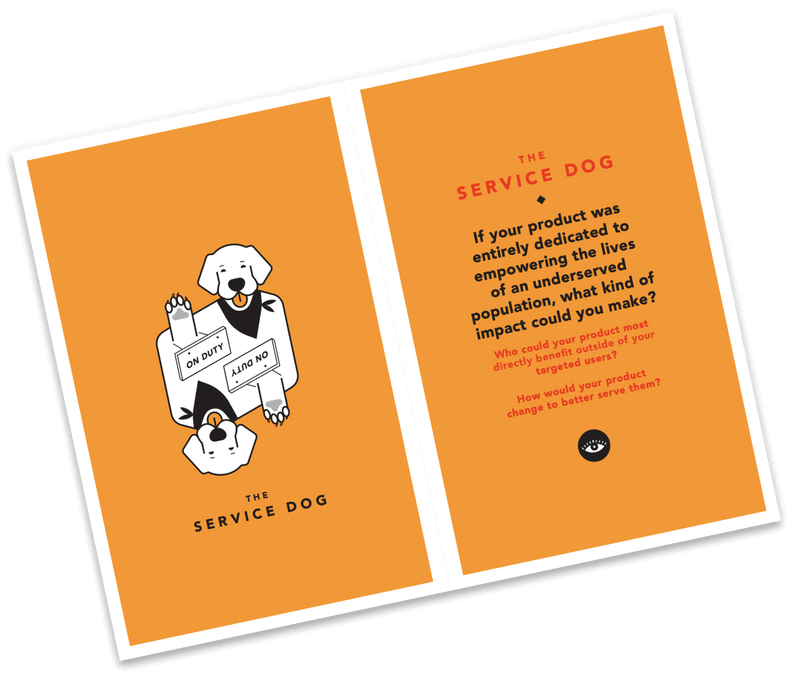 ON DUTY
ON DUTY
THE
SERVICE DOG
THE
SERVICE DOG
If your product was
entirely dedicated to
empowering the lives
of an underserved
population, what kind of
impact could you make?
Who could your product most
directly benefit outside of your
targeted users?
How would your product
change to better serve them?